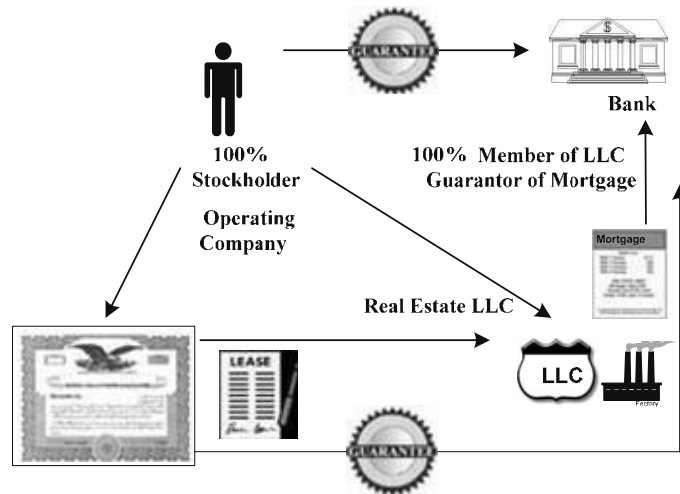 GUARANTEE
$
Bank
100%
Stockholder
100% Member of LLC
Guarantor of Mortgage
Operating
Company
Mortgage
Real Estate LLC
LEASE
LLC
Factory
GUARANTEE